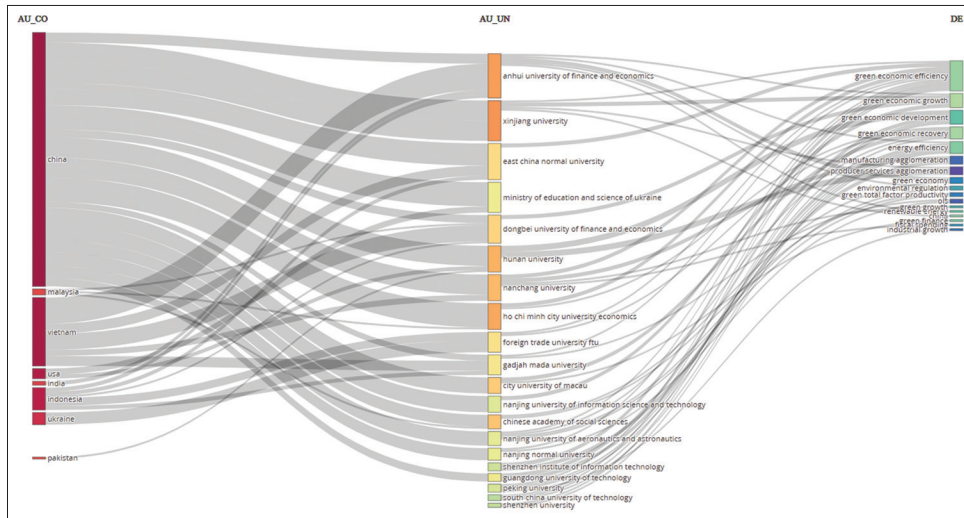 AU_CO
AU_UN
DE
china
malaysia
vietnam
usa
india
indonesia
ukraine
pakistan
anhui university of finance and economics
xinjiang university
east china normal university
ministry of education and science of ukraine
dongbei university of finance and economics
hunan university
nanchang university
ho chi minh city university economics
foreign trade university ftu
gadjah mada university
city university of macau
nanjing university of information science and technology
chinese academy of social sciences
nanjing university of aeronautics and astronautics
nanjing normal university
shenzhen institute of information technology
guangdong university of technology
peking university
south china university of technology
shenzhen university
green economic efficiency
green economic growth
green economic development
green economic recovery
energy efficiency
manufacturing agglomeration
producer services agglomeration
green economy
environmental regulation
green total factor productivity
ols
green growth
renewable energy
china
green finance
fiscal spending
industrial growth